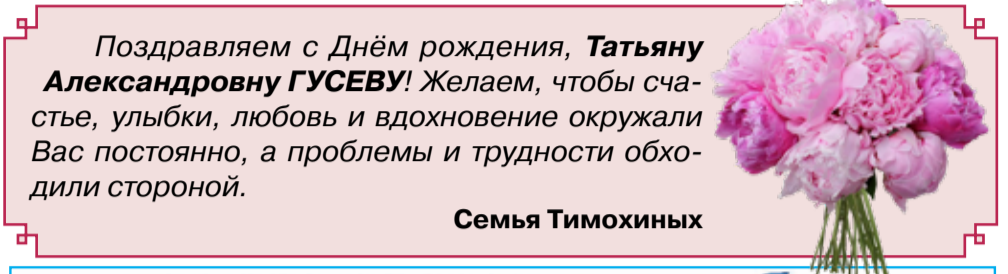 Поздравляем с Днём рождения, Татьяну
Александровну ГУСЕВУ! Желаем, чтобы сча-
стье, улыбки, любовь и вдохновение окружали
Вас постоянно, а проблемы и трудности обхо-
дили стороной.
Семья Тимохиных